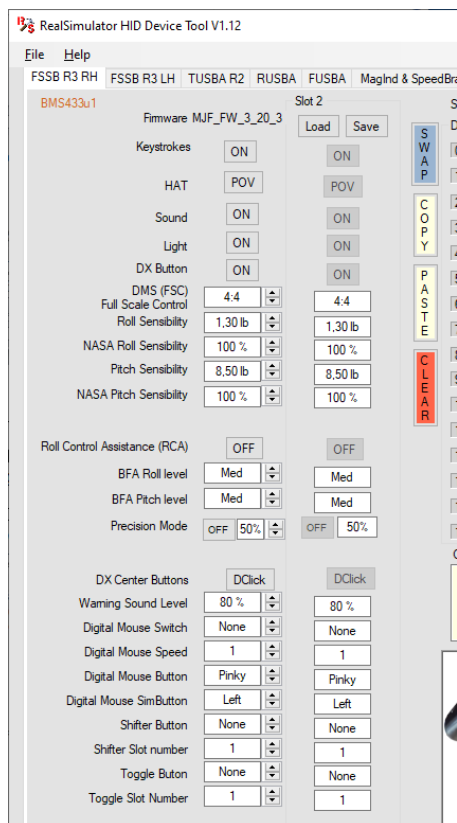 RealSimulator HID Device Tool V1.12
File Help
FSSB R3 RH FSSB R3 LH TUSBA R2 RUSBA FUSBA MagInd & SpeedBra
BMS433u1 Slot 2
Firmware MJF_FW_3_20_3 Load Save
Keystrokes ON ON
HAT POV POV
Sound ON ON
Light ON ON
DX Button ON ON
DMS (FSC)
Full Scale Control 4:4 4:4
Roll Sensibility 1,30 lb 1,30 lb
NASA Roll Sensibility 100 % 100 %
Pitch Sensibility 8,50 lb 8,50 lb
NASA Pitch Sensibility 100 % 100 %
Roll Control Assistance (RCA) OFF OFF
BFA Roll level Med Med
BFA Pitch level Med Med
Precision Mode OFF 50% OFF 50%
DX Center Buttons DClick DClick
Warning Sound Level 80 % 80 %
Digital Mouse Switch None None
Digital Mouse Speed 1 1
Digital Mouse Button Pinky Pinky
Digital Mouse SimButton Left Left
Shifter Button None None
Shifter Slot number 1 1
Toggle Buton None None
Toggle Slot Number 1 1
SWAP
COPY
PASTE
CLEAR